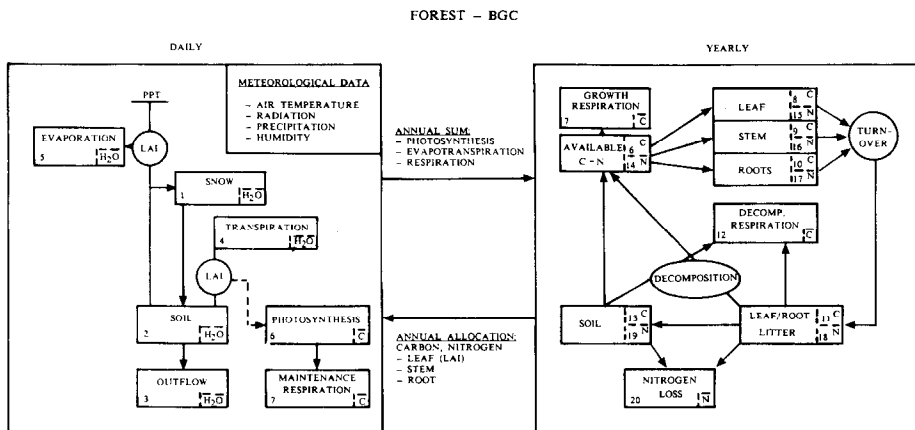 FOREST – BGC
DAILY
YEARLY
METEOROLOGICAL DATA
– AIR TEMPERATURE
– RADIATION
– PRECIPITATION
– HUMIDITY
PPT
EVAPORATION
5
H₂O
LAI
SNOW
1
H₂O
TRANSPIRATION
4
H₂O
LAI
SOIL
2
H₂O
PHOTOSYNTHESIS
6
C
OUTFLOW
3
H₂O
MAINTENANCE
RESPIRATION
7
C
ANNUAL SUM:
– PHOTOSYNTHESIS
– EVAPOTRANSPIRATION
– RESPIRATION
ANNUAL ALLOCATION:
CARBON, NITROGEN
– LEAF (LAI)
– STEM
– ROOT
GROWTH
RESPIRATION
7
C
AVAILABLE
C – N
6 C
14 N
LEAF
8 C
15 N
STEM
9 C
16 N
ROOTS
10 C
17 N
TURN-
OVER
DECOMP.
RESPIRATION
12
C
DECOMPOSITION
SOIL
13 C
19 N
LEAF/ROOT
LITTER
11 C
18 N
NITROGEN
LOSS
20
N